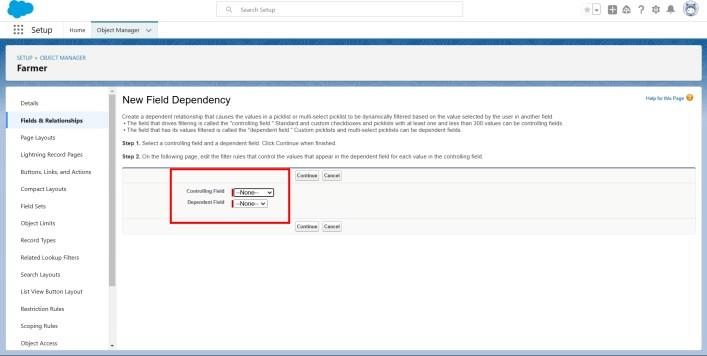 Search Setup
Setup
Home
Object Manager
SETUP > OBJECT MANAGER
Farmer
Details
Fields & Relationships
Page Layouts
Lightning Record Pages
Buttons, Links, and Actions
Compact Layouts
Field Sets
Object Limits
Record Types
Related Lookup Filters
Search Layouts
List View Button Layout
Restriction Rules
Scoping Rules
Object Access
New Field Dependency
Help for this Page
Create a dependent relationship that causes the values in a picklist or multi-select picklist to be dynamically filtered based on the value selected by the user in another field.
• The field that drives filtering is called the "controlling field." Standard and custom checkboxes and picklists with at least one and less than 300 values can be controlling fields.
• The field that has its values filtered is called the "dependent field." Custom picklists and multi-select picklists can be dependent fields.
Step 1. Select a controlling field and a dependent field. Click Continue when finished.
Step 2. On the following page, edit the filter rules that control the values that appear in the dependent field for each value in the controlling field.
Continue Cancel
Controlling Field --None--
Dependent Field --None--
Continue Cancel